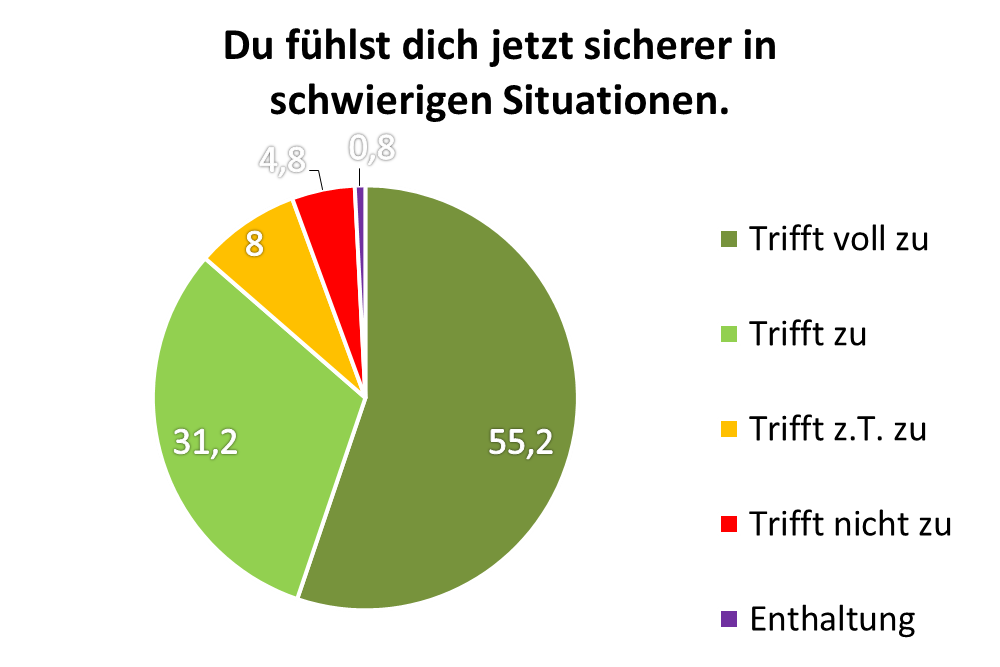 Du fühlst dich jetzt sicherer in
schwierigen Situationen.
4,8
0,8
8
31,2
55,2
Trifft voll zu
Trifft zu
Trifft z.T. zu
Trifft nicht zu
Enthaltung